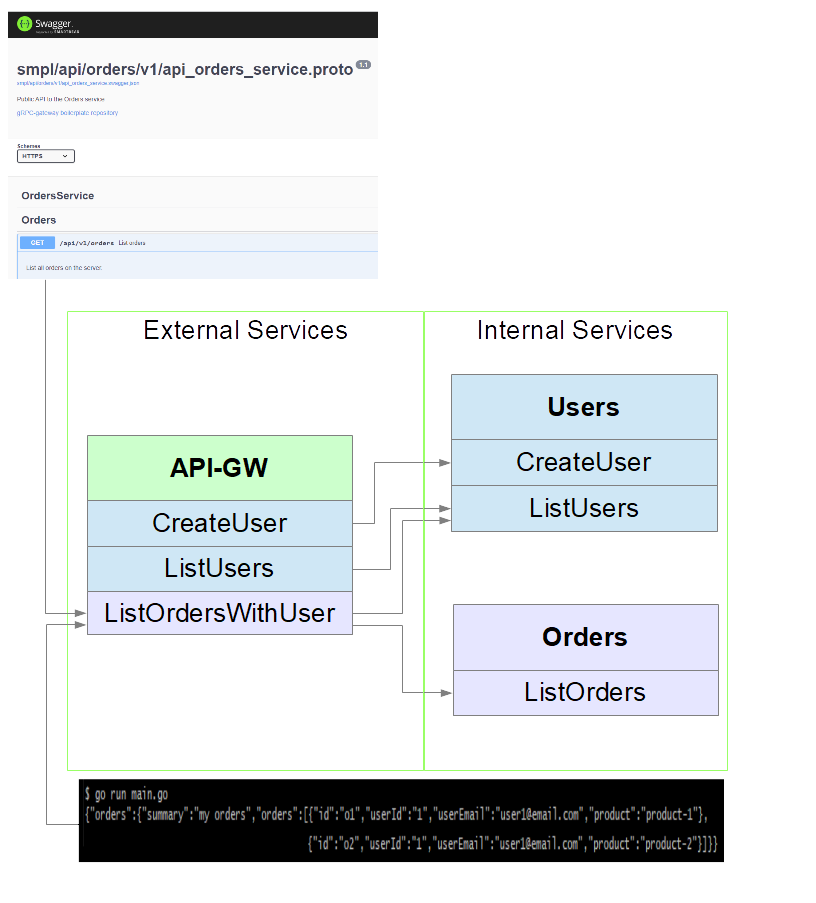 Swagger.
Supported by SMARTBEAR
smpl/api/orders/v1/api_orders_service.proto 1.1
smpl/api/orders/v1/api_orders_service.swagger.json
Public API to the Orders service
gRPC-gateway boilerplate repository
Schemes
HTTPS
OrdersService
Orders
GET /api/v1/orders List orders
List all orders on the server.
External Services
Internal Services
Users
CreateUser
ListUsers
API-GW
CreateUser
ListUsers
ListOrdersWithUser
Orders
ListOrders
$ go run main.go
{"orders":{"summary":"my orders","orders":[{"id":"o1","userId":"1","userEmail":"user1@email.com","product":"product-1"},
{"id":"o2","userId":"1","userEmail":"user1@email.com","product":"product-2"}]}}